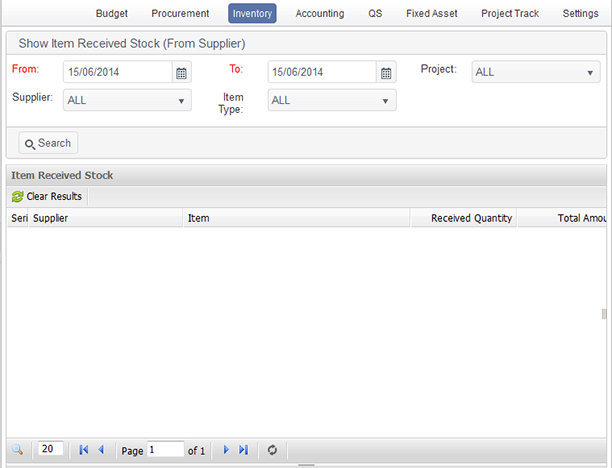 Budget Procurement Inventory Accounting QS Fixed Asset Project Track Settings
Show Item Received Stock (From Supplier)
From: 15/06/2014 To: 15/06/2014 Project: ALL
Supplier: ALL Item Type: ALL
Search
Item Received Stock
Clear Results
Seri Supplier Item Received Quantity Total Amou
20 Page 1 of 1